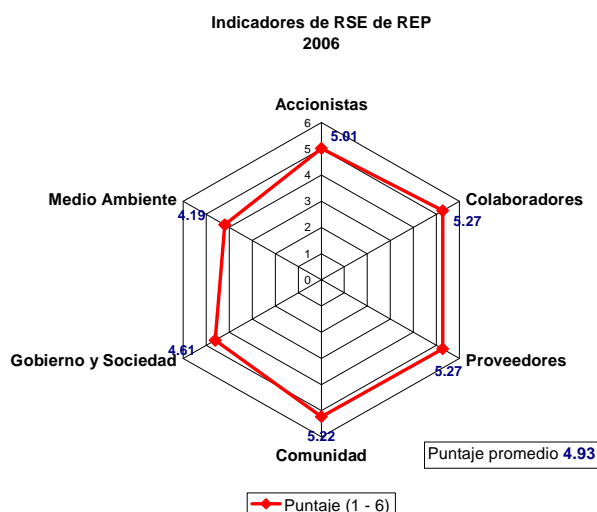 Indicadores de RSE de REP
2006
Accionistas
6
5.01
5
4
3
2
1
0
Medio Ambiente
4.19
Colaboradores
5.27
Gobierno y Sociedad
4.61
Proveedores
5.27
5.22
Comunidad
Puntaje promedio 4.93
Puntaje (1 - 6)